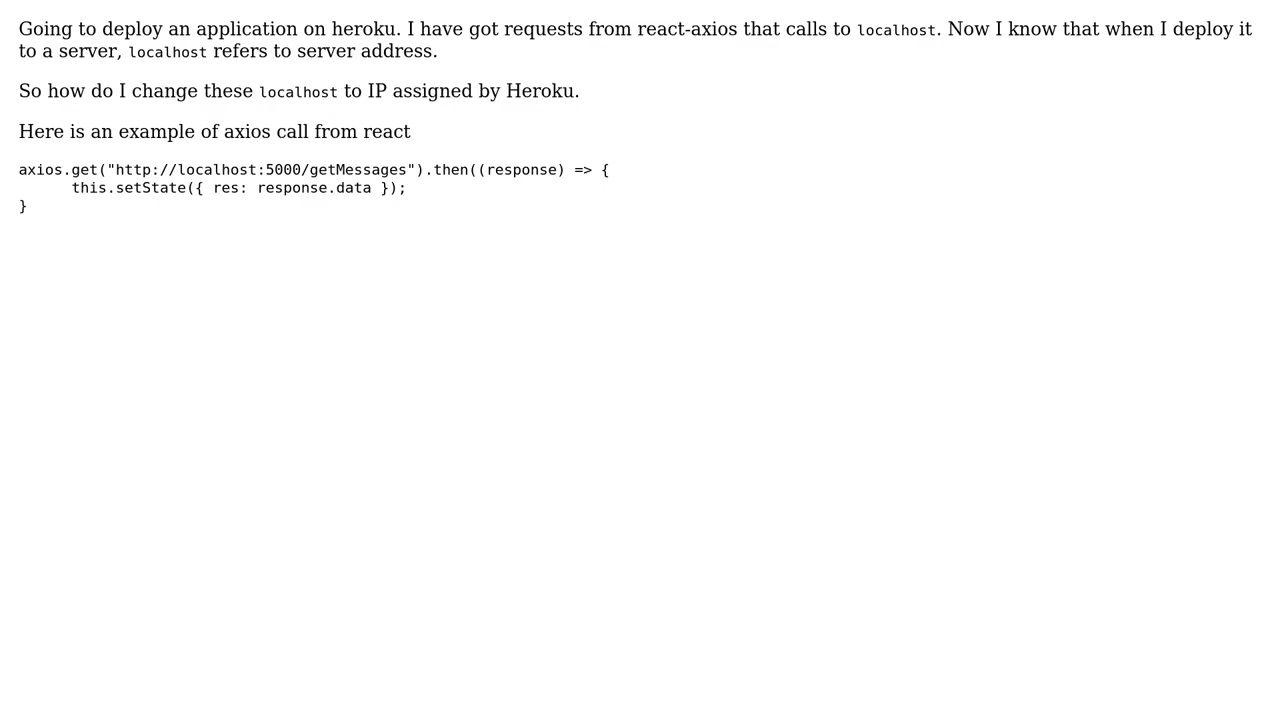 Going to deploy an application on heroku. I have got requests from react-axios that calls to localhost. Now I know that when I deploy it
to a server, localhost refers to server address.
So how do I change these localhost to IP assigned by Heroku.
Here is an example of axios call from react
axios.get("http://localhost:5000/getMessages").then((response) => {
      this.setState({ res: response.data });
}